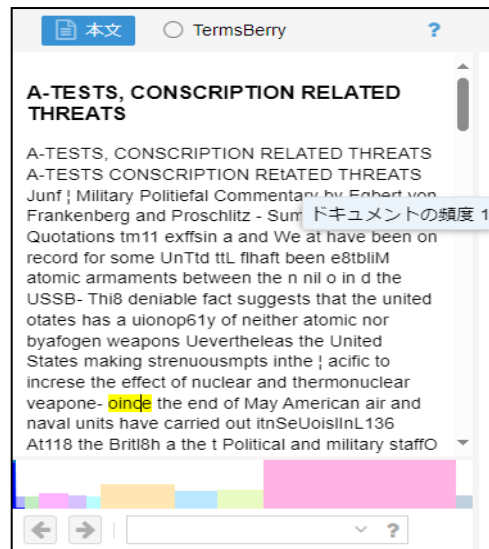 本文 TermsBerry ?
A-TESTS, CONSCRIPTION RELATED
THREATS
A-TESTS, CONSCRIPTION RELATED THREATS
A-TESTS CONSCRIPTION REtATED THREATS
Junf ¦ Military Politiefal Commentary by Egbert von
Frankenberg and Proschlitz - Sum
ドキュメントの頻度 1
Quotations tm11 exffsin a and We at have been on
record for some UnTtd ttL flhaft been e8tbliM
atomic armaments between the n nil o in d the
USSB- Thi8 deniable fact suggests that the united
otates has a uionop61y of neither atomic nor
byafogen weapons Uevertheleas the United
States making strenuousmpts inthe ¦ acific to
increse the effect of nuclear and thermonuclear
veapone- oinde the end of May American air and
naval units have carried out itnSeUoisIInL136
At118 the Britl8h a the t Political and military staffO
?